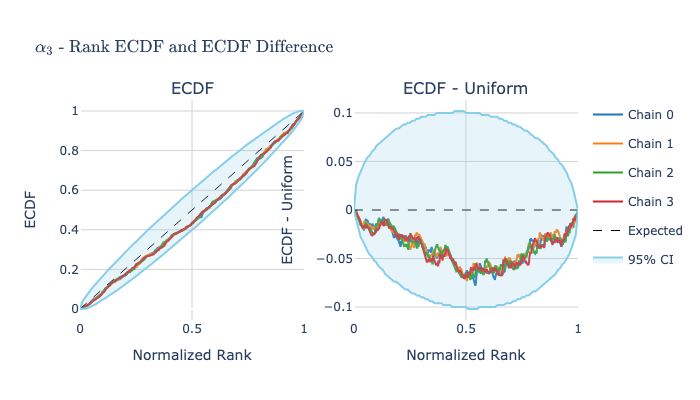 α₃ - Rank ECDF and ECDF Difference
ECDF
ECDF - Uniform
1
0.8
0.6
0.4
0.2
0
ECDF
0
0.5
1
Normalized Rank
0.1
0.05
0
−0.05
−0.1
ECDF - Uniform
0
0.5
1
Normalized Rank
Chain 0
Chain 1
Chain 2
Chain 3
Expected
95% CI